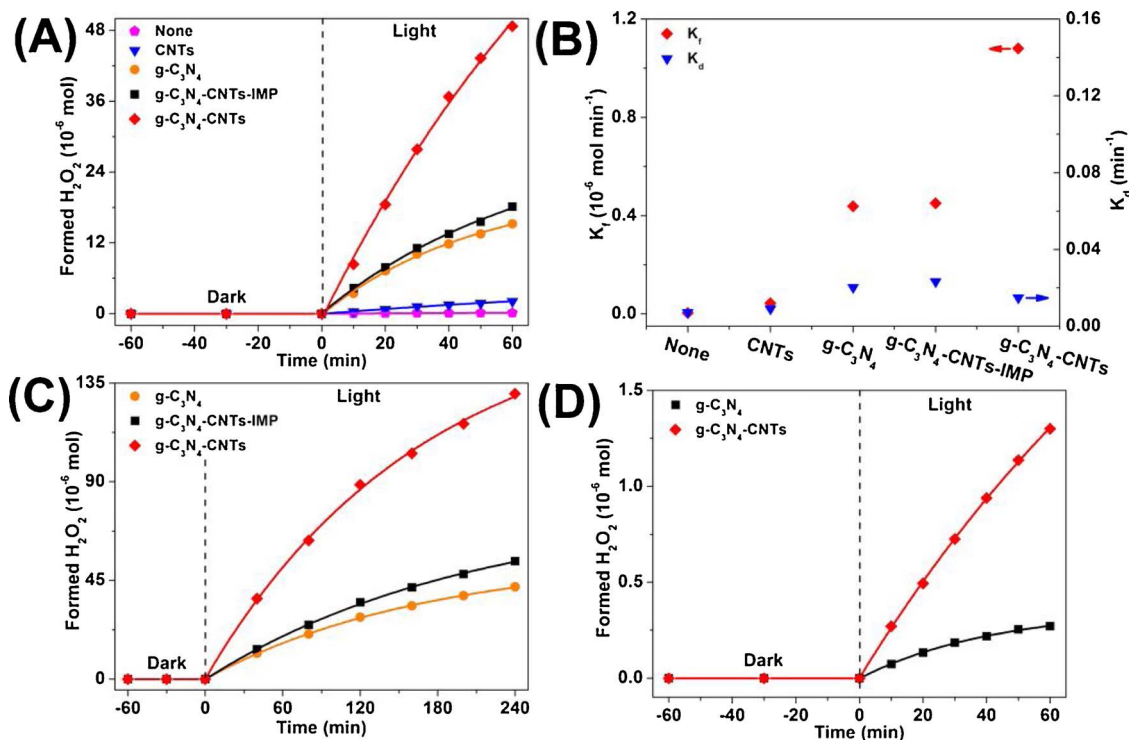 (A)
None
CNTs
g-C₃N₄
g-C₃N₄-CNTs-IMP
g-C₃N₄-CNTs
Light
Dark
48
36
24
12
0
Formed H₂O₂ (10⁻⁶ mol)
-60 -40 -20 0 20 40 60
Time (min)
(B)
K_f
K_d
1.2
0.8
0.4
0.0
K_f (10⁻⁶ mol min⁻¹)
0.16
0.12
0.08
0.04
0.00
K_d (min⁻¹)
None CNTs g-C₃N₄ g-C₃N₄-CNTs-IMP g-C₃N₄-CNTs
(C)
g-C₃N₄
g-C₃N₄-CNTs-IMP
g-C₃N₄-CNTs
Light
Dark
135
90
45
0
Formed H₂O₂ (10⁻⁶ mol)
-60 0 60 120 180 240
Time (min)
(D)
g-C₃N₄
g-C₃N₄-CNTs
Light
Dark
1.5
1.0
0.5
0.0
Formed H₂O₂ (10⁻⁶ mol)
-60 -40 -20 0 20 40 60
Time (min)